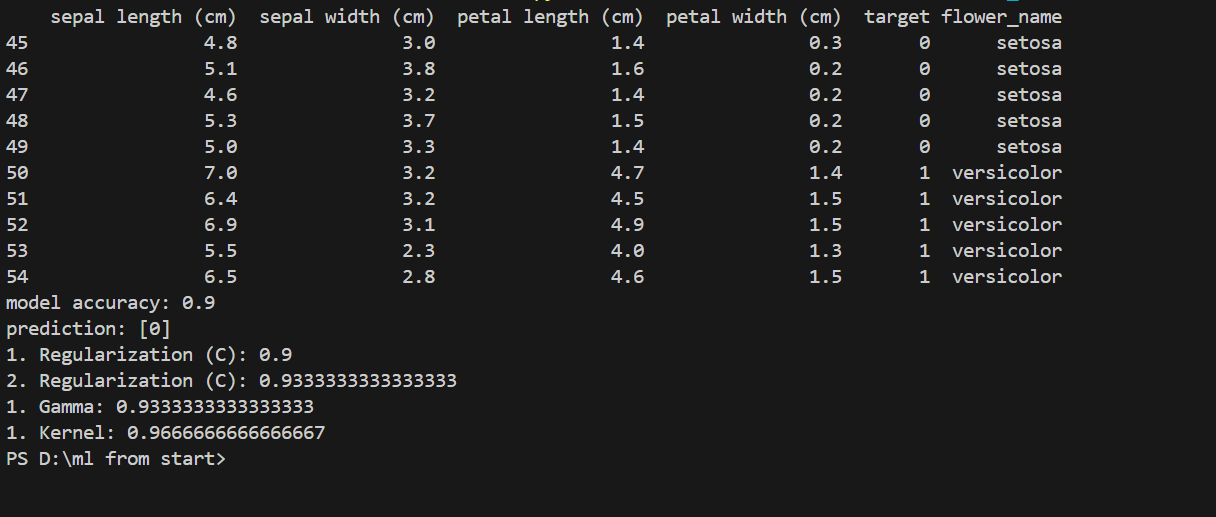 sepal length (cm)  sepal width (cm)  petal length (cm)  petal width (cm)  target flower_name
45                4.8               3.0                1.4               0.3       0      setosa
46                5.1               3.8                1.6               0.2       0      setosa
47                4.6               3.2                1.4               0.2       0      setosa
48                5.3               3.7                1.5               0.2       0      setosa
49                5.0               3.3                1.4               0.2       0      setosa
50                7.0               3.2                4.7               1.4       1  versicolor
51                6.4               3.2                4.5               1.5       1  versicolor
52                6.9               3.1                4.9               1.5       1  versicolor
53                5.5               2.3                4.0               1.3       1  versicolor
54                6.5               2.8                4.6               1.5       1  versicolor
model accuracy: 0.9
prediction: [0]
1. Regularization (C): 0.9
2. Regularization (C): 0.9333333333333333
1. Gamma: 0.9333333333333333
1. Kernel: 0.9666666666666667
PS D:\ml from start>